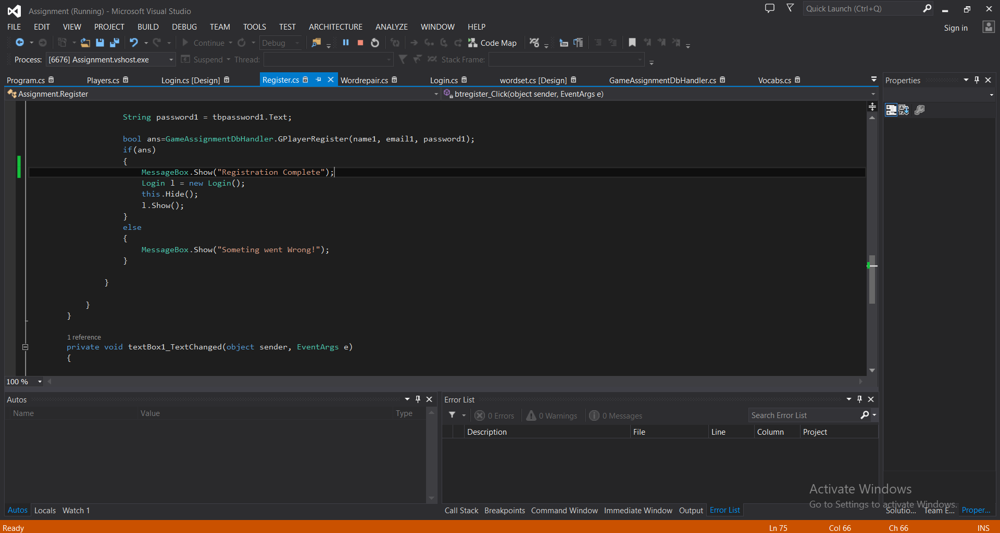 Assignment (Running) - Microsoft Visual Studio
Quick Launch (Ctrl+Q)
FILE EDIT VIEW PROJECT BUILD DEBUG TEAM TOOLS TEST ARCHITECTURE ANALYZE WINDOW HELP
Sign in
Continue Debug Code Map
Process: [6676] Assignment.vshost.exe Suspend Thread: Stack Frame:
Program.cs Players.cs Login.cs [Design] Register.cs Wordrepair.cs Login.cs wordset.cs [Design] GameAssignmentDbHandler.cs Vocabs.cs
Properties
Assignment.Register btregister_Click(object sender, EventArgs e)
String password1 = tbpassword1.Text;
bool ans=GameAssignmentDbHandler.GPlayerRegister(name1, email1, password1);
if(ans)
{
MessageBox.Show("Registration Complete");
Login l = new Login();
this.Hide();
l.Show();
}
else
{
MessageBox.Show("Someting went Wrong!");
}
}
}
}
1 reference
private void textBox1_TextChanged(object sender, EventArgs e)
{
100 %
Autos
Name Value Type
Autos Locals Watch 1
Error List
0 Errors 0 Warnings 0 Messages
Search Error List
Description File Line Column Project
Activate Windows
Go to Settings to activate Windows.
Call Stack Breakpoints Command Window Immediate Window Output Error List
Solutio... Team E... Proper...
Ready Ln 75 Col 66 Ch 66 INS